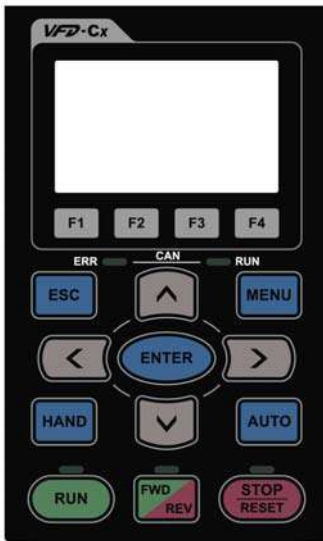 VFD-Cx
F1 F2 F3 F4
ERR CAN RUN
ESC MENU
ENTER
HAND AUTO
RUN FWD REV STOP RESET